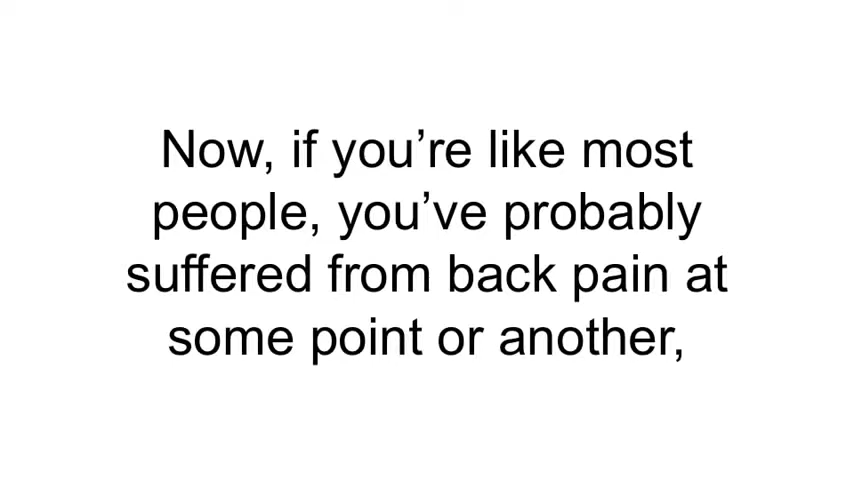 Now, if you’re like most
people, you’ve probably
suffered from back pain at
some point or another,